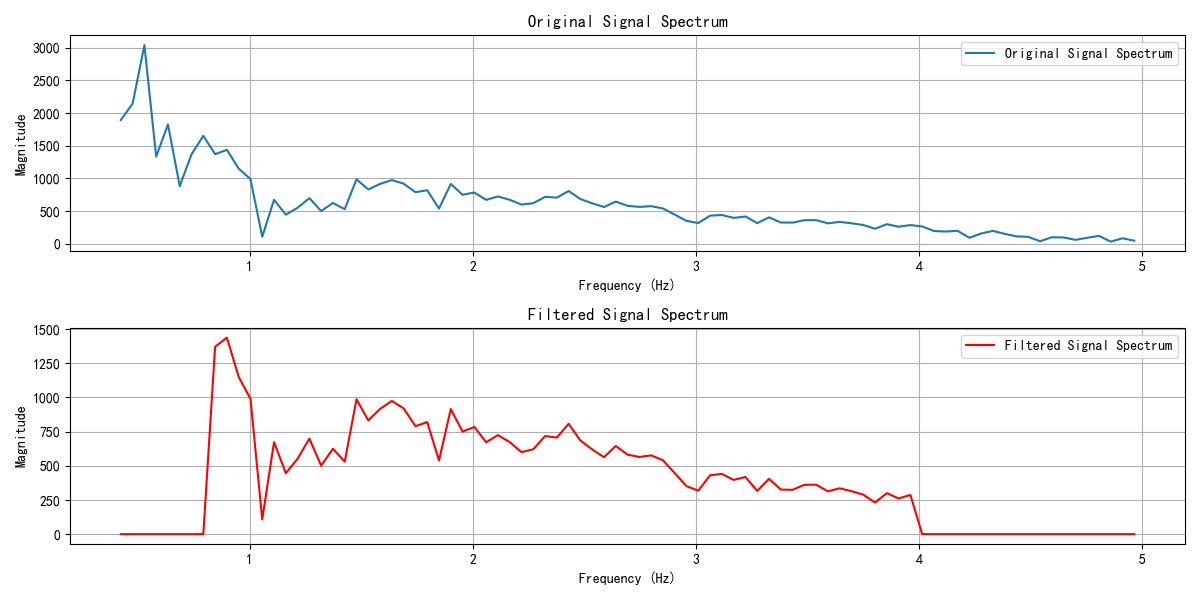 Original Signal Spectrum
3000
2500
2000
1500
1000
500
0
Magnitude
Original Signal Spectrum
1 2 3 4 5
Frequency (Hz)
Filtered Signal Spectrum
1500
1250
1000
750
500
250
0
Magnitude
Filtered Signal Spectrum
1 2 3 4 5
Frequency (Hz)